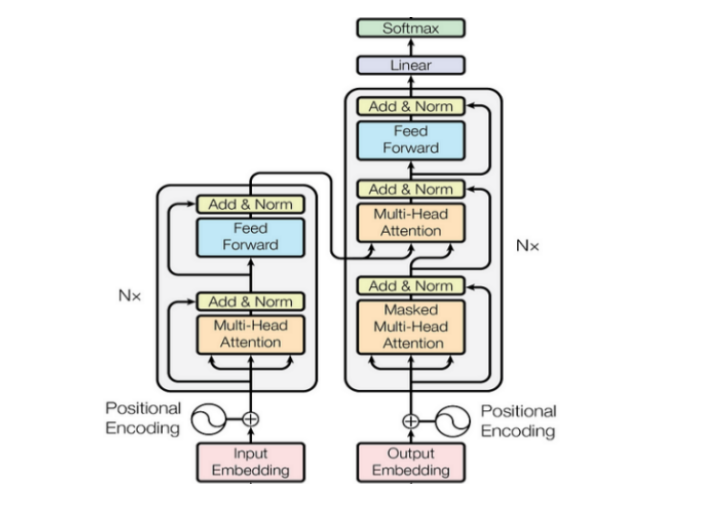 Softmax
Linear
Add & Norm
Feed
Forward
Add & Norm
Multi-Head
Attention
Add & Norm
Masked
Multi-Head
Attention
Nx
Add & Norm
Feed
Forward
Add & Norm
Multi-Head
Attention
Nx
Positional
Encoding
Positional
Encoding
Input
Embedding
Output
Embedding